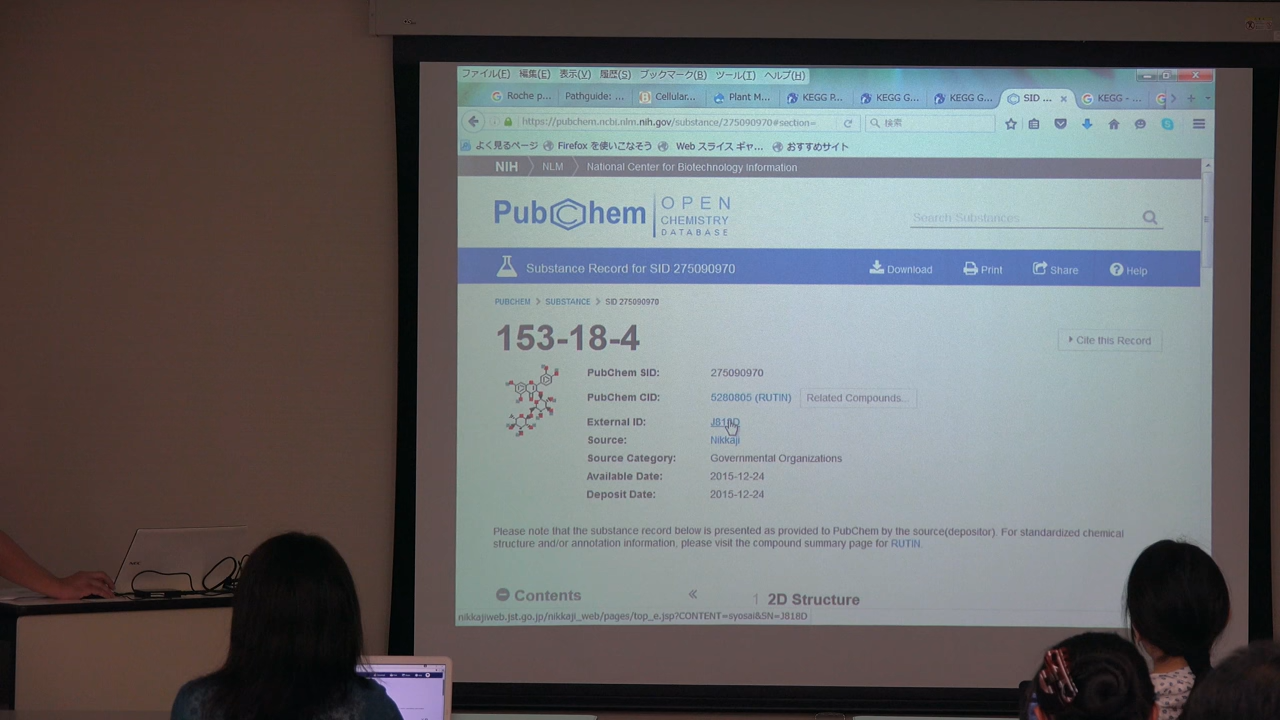 ファイル(F) 編集(E) 表示(V) 履歴(S) ブックマーク(B) ツール(T) ヘルプ(H)
Roche p... Pathguide: ... Cellular... Plant M... KEGG P... KEGG G... KEGG G... SID ... KEGG - ...
https://pubchem.ncbi.nlm.nih.gov/substance/275090970#section= 検索
よく見るページ Firefox を使いこなそう Web スライス ギャ... おすすめサイト
NIH NLM National Center for Biotechnology Information
PubChem OPEN
CHEMISTRY
DATABASE
Search Substances
Substance Record for SID 275090970 Download Print Share Help
PUBCHEM > SUBSTANCE > SID 275090970
153-18-4
Cite this Record
PubChem SID: 275090970
PubChem CID: 5280805 (RUTIN) Related Compounds...
External ID: J818D
Source: Nikkaji
Source Category: Governmental Organizations
Available Date: 2015-12-24
Deposit Date: 2015-12-24
Please note that the substance record below is presented as provided to PubChem by the source(depositor). For standardized chemical
structure and/or annotation information, please visit the compound summary page for RUTIN.
Contents « 1 2D Structure
nikkajiweb.jst.go.jp/nikkaji_web/pages/top_e.jsp?CONTENT=syosai&SN=J818D